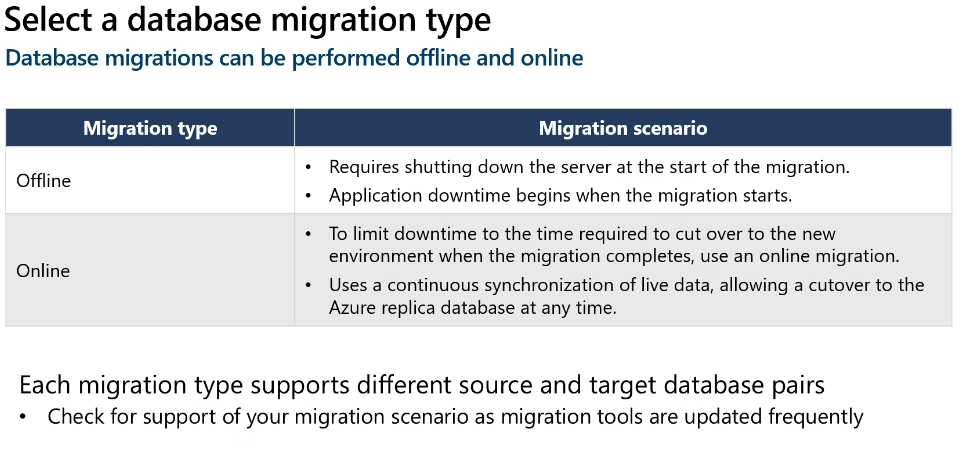 Select a database migration type
Database migrations can be performed offline and online
Migration type
Migration scenario
Offline
• Requires shutting down the server at the start of the migration.
• Application downtime begins when the migration starts.
Online
• To limit downtime to the time required to cut over to the new
environment when the migration completes, use an online migration.
• Uses a continuous synchronization of live data, allowing a cutover to the
Azure replica database at any time.
Each migration type supports different source and target database pairs
• Check for support of your migration scenario as migration tools are updated frequently